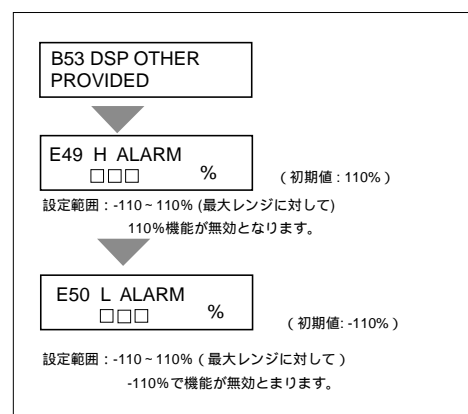 B53 DSP OTHER
PROVIDED
E49 H ALARM
□□□ %
（初期値：110%）
設定範囲：-110～110% (最大レンジに対して)
110%機能が無効となります。
E50 L ALARM
□□□ %
（初期値: -110%）
設定範囲：-110～110%（最大レンジに対して）
-110%で機能が無効とまります。